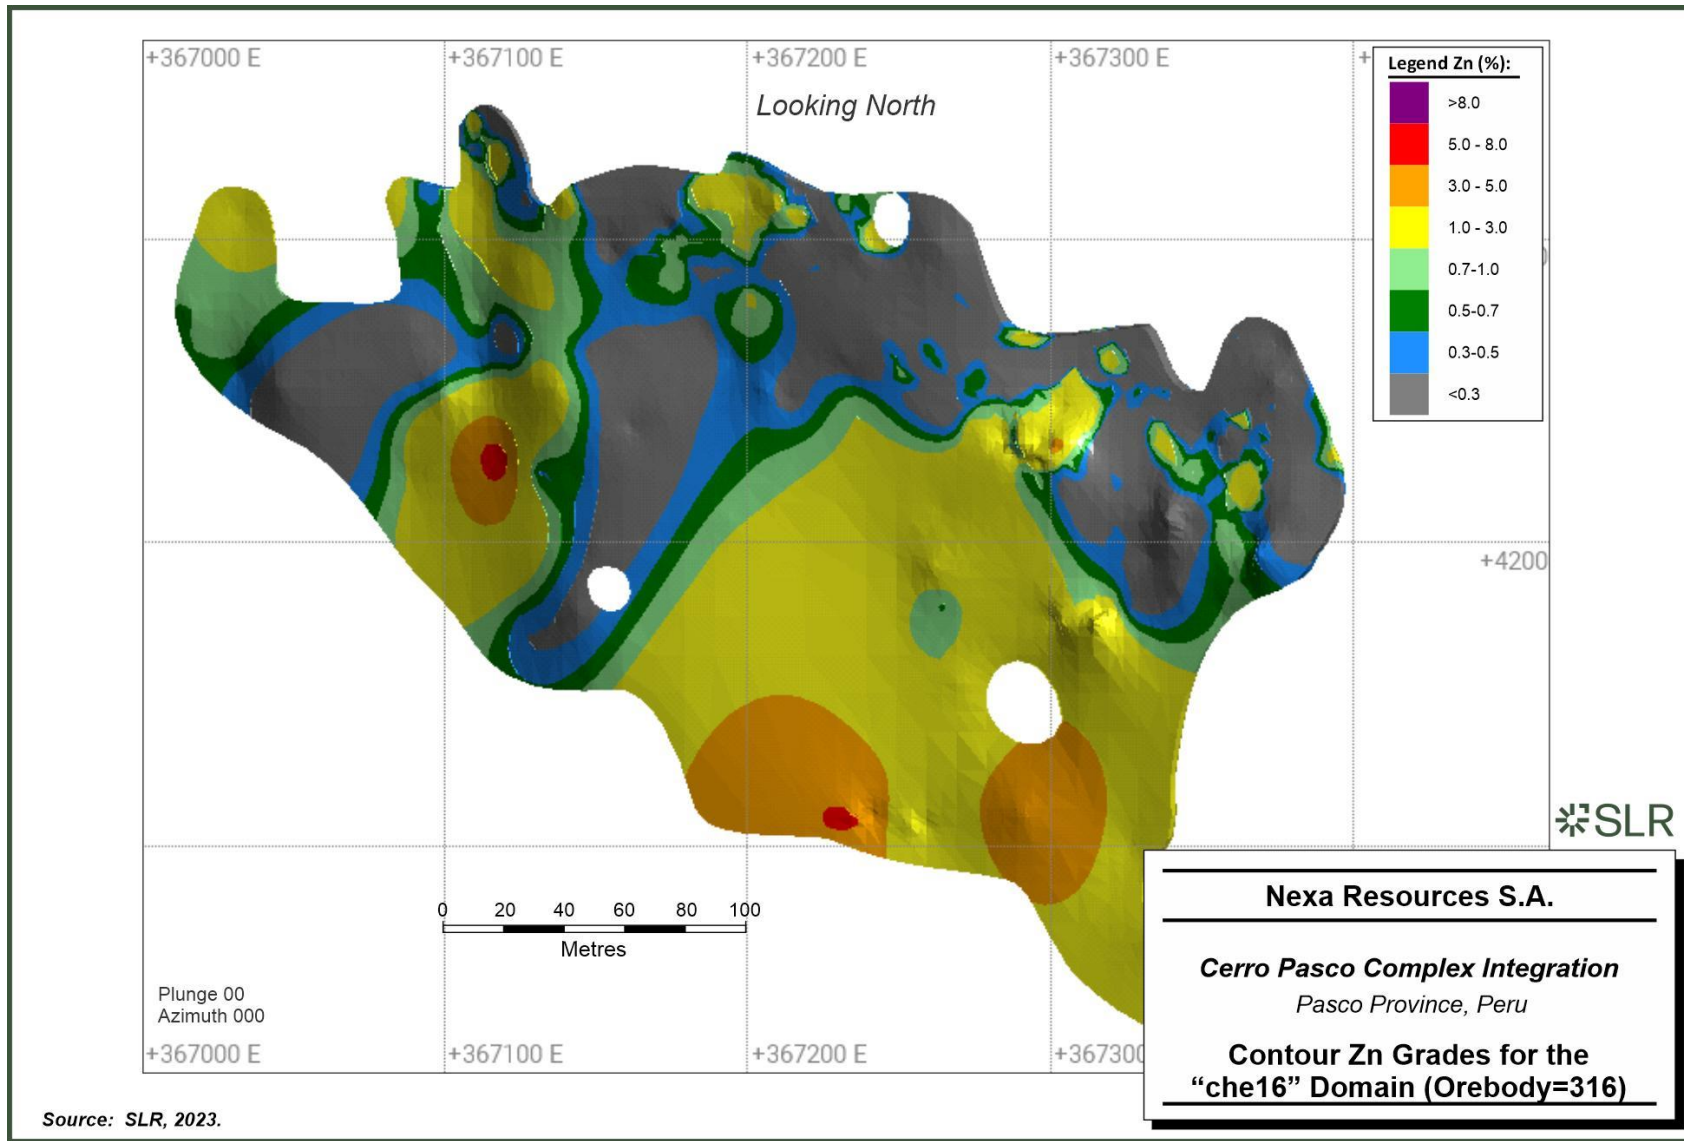 +367000 E
+367100 E
+367200 E
+367300 E
Looking North
Legend Zn (%):
>8.0
5.0 - 8.0
3.0 - 5.0
1.0 - 3.0
0.7-1.0
0.5-0.7
0.3-0.5
<0.3
+4200
SLR
0 20 40 60 80 100
Metres
Plunge 00
Azimuth 000
+367000 E
+367100 E
+367200 E
+367300
Nexa Resources S.A.
Cerro Pasco Complex Integration
Pasco Province, Peru
Contour Zn Grades for the
“che16” Domain (Orebody=316)
Source: SLR, 2023.